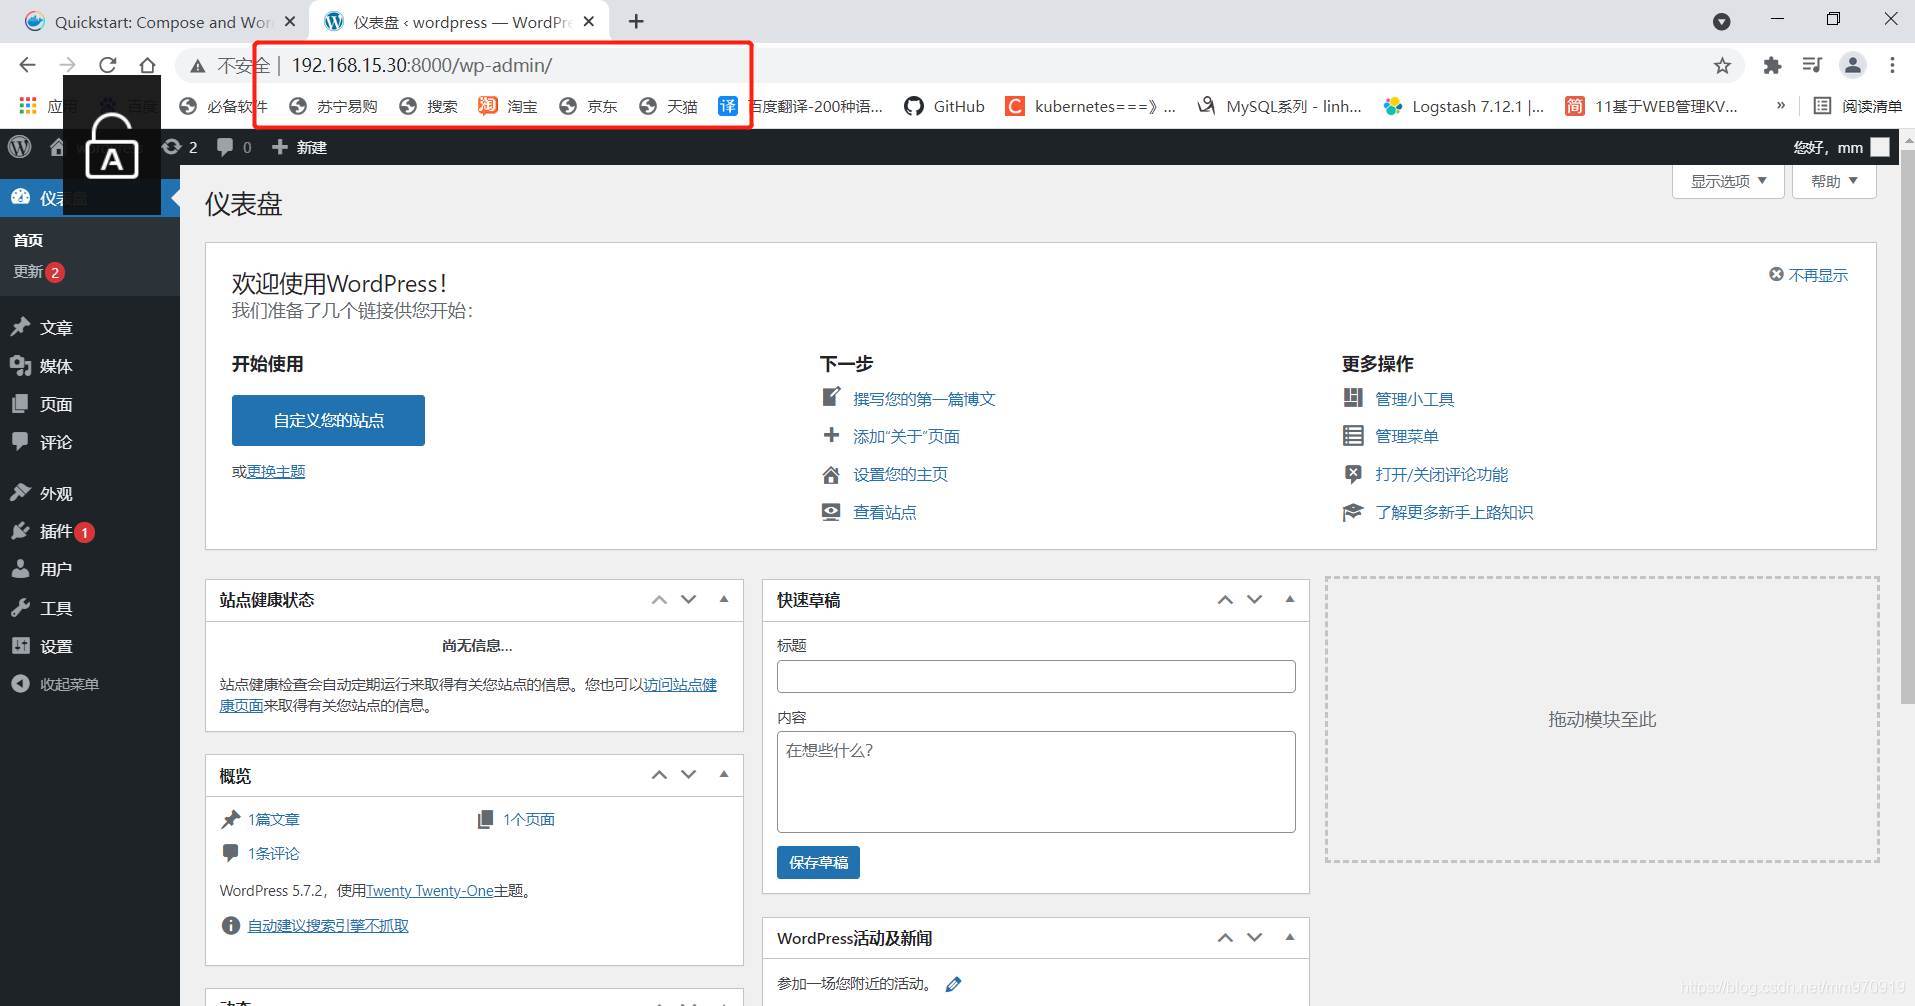 Quickstart: Compose and Wor
仪表盘 ‹ wordpress — WordPre
不安全 | 192.168.15.30:8000/wp-admin/
应用
百度
必备软件
苏宁易购
搜索
淘宝
京东
天猫
译
百度翻译-200种语...
GitHub
C
kubernetes===》...
MySQL系列 - linh...
Logstash 7.12.1 |...
简
11基于WEB管理KV...
»
阅读清单
2
0
新建
您好，mm
A
仪表盘
首页
更新 2
文章
媒体
页面
评论
外观
插件 1
用户
工具
设置
收起菜单
仪表盘
显示选项
帮助
欢迎使用WordPress！
不再显示
我们准备了几个链接供您开始：
开始使用
自定义您的站点
或更换主题
下一步
撰写您的第一篇博文
添加“关于”页面
设置您的主页
查看站点
更多操作
管理小工具
管理菜单
打开/关闭评论功能
了解更多新手上路知识
站点健康状态
尚无信息...
站点健康检查会自动定期运行来取得有关您站点的信息。您也可以访问站点健
康页面来取得有关您站点的信息。
概览
1篇文章
1个页面
1条评论
WordPress 5.7.2，使用Twenty Twenty-One主题。
自动建议搜索引擎不抓取
动态
快速草稿
标题
内容
在想些什么？
保存草稿
WordPress活动及新闻
参加一场您附近的活动。
拖动模块至此
https://blog.csdn.net/mm970919